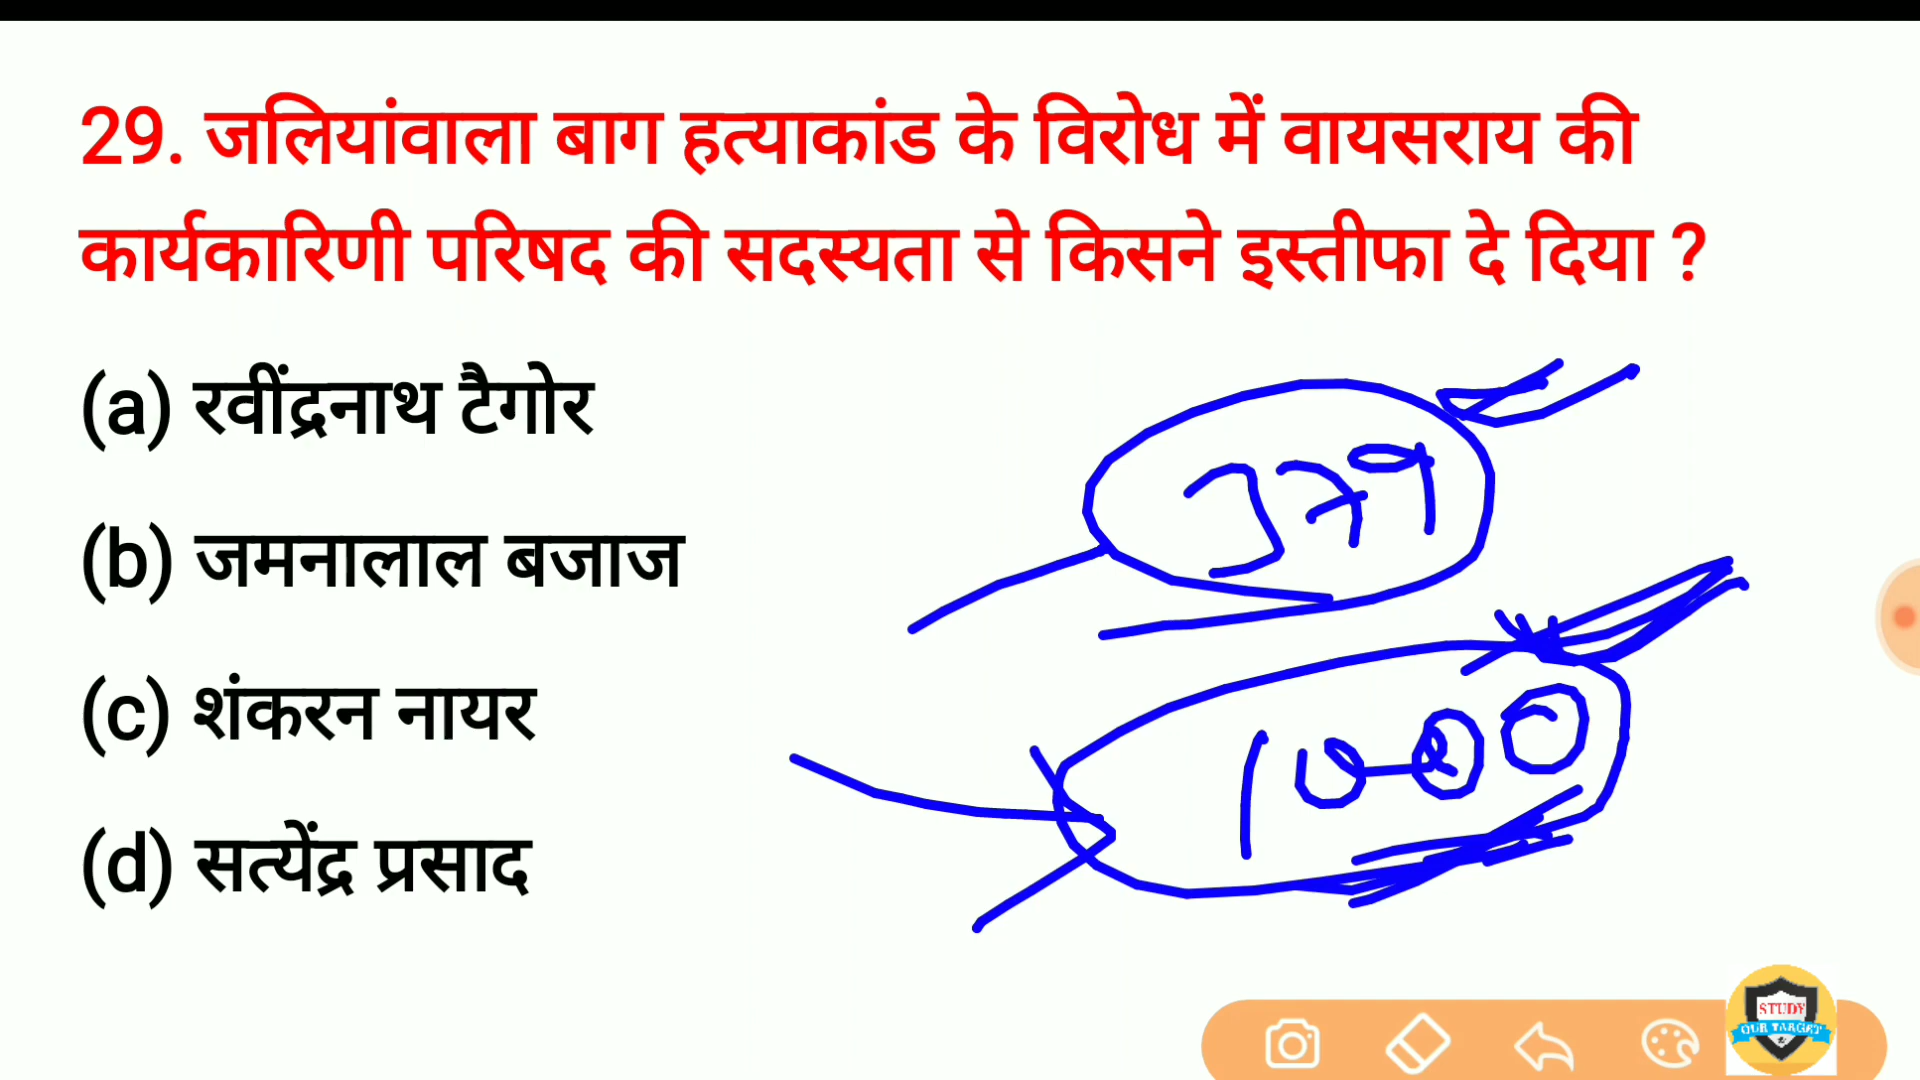 29. जलियांवाला बाग हत्याकांड के विरोध में वायसराय की
कार्यकारिणी परिषद की सदस्यता से किसने इस्तीफा दे दिया ?
(a) रवींद्रनाथ टैगोर
(b) जमनालाल बजाज
(c) शंकरन नायर
(d) सत्येंद्र प्रसाद
379
1000
STUDY
OUR TARGET